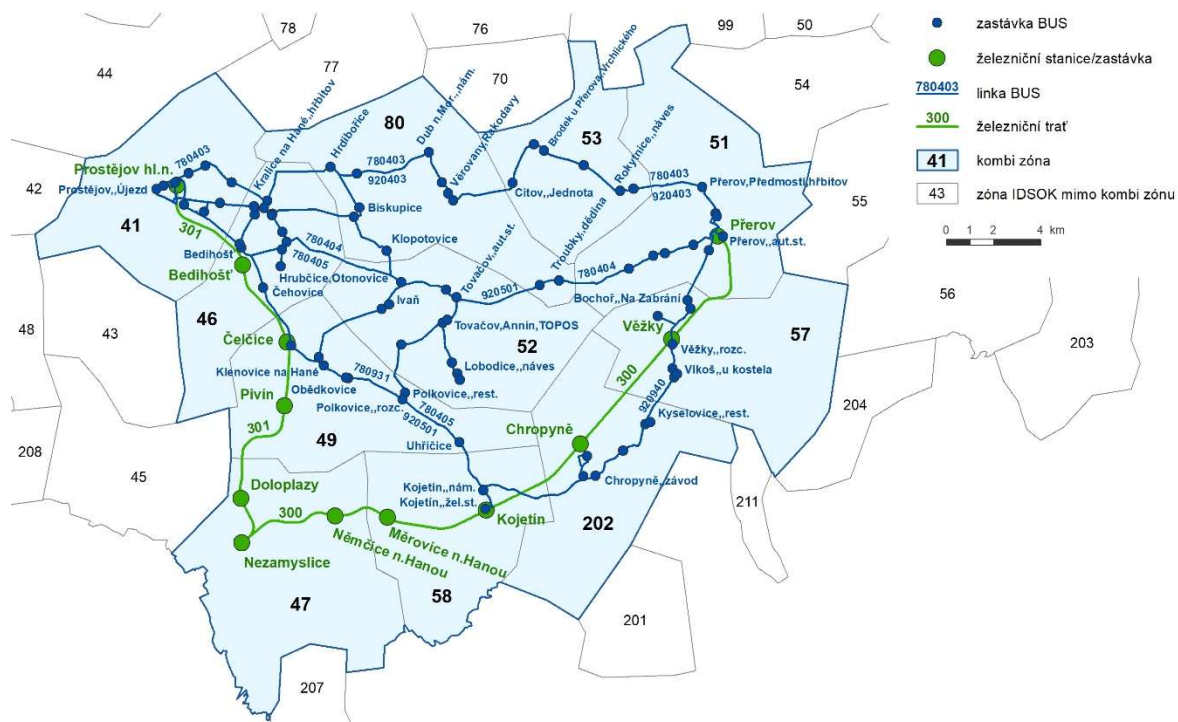 78
76
99
50
44
77
70
54
42
80
53
51
55
41
46
52
57
48
43
56
203
204
49
208
45
211
202
47
58
201
207
Kralice na Hané,,hřbitov
Hrdibořice
Dub n.Mor.,,nám.
Věrovany,Rakodavy
Brodek u Přerova,Vrchlického
Citov,,Jednota
Rokytnice,,náves
780403
780403
920403
780403
920403
Přerov,Předmostí,hřbitov
Prostějov hl.n.
Prostějov,,Újezd
301
Biskupice
Klopotovice
Tovačov,,aut.st.
Troubky,,dědina
Přerov
Přerov,,aut.st.
780404
780405
780404
920501
Bedihošť
Bedihošť
Hrubčice,Otonovice
Čehovice
Ivaň
Bochoř,,Na Zabrání
Tovačov,Annín,TOPOS
Věžky
Věžky,,rozc.
Čelčice
Klenovice na Hané
Obědkovice
780931
Lobodice,,náves
Vlkoš,,u kostela
300
920940
Pivín
Polkovice,,rest.
Polkovice,,rozc.
780405
920501
Kyselovice,,rest.
301
Chropyně
Uhřičice
Chropyně,,závod
Kojetín,,nám.
Kojetín,,žel.st.
Kojetín
Doloplazy
300
Nezamyslice
Němčice n.Hanou
Měrovice n.Hanou
zastávka BUS
železniční stanice/zastávka
780403 linka BUS
300 železniční trať
41 kombi zóna
43 zóna IDSOK mimo kombi zónu
0 1 2 4 km